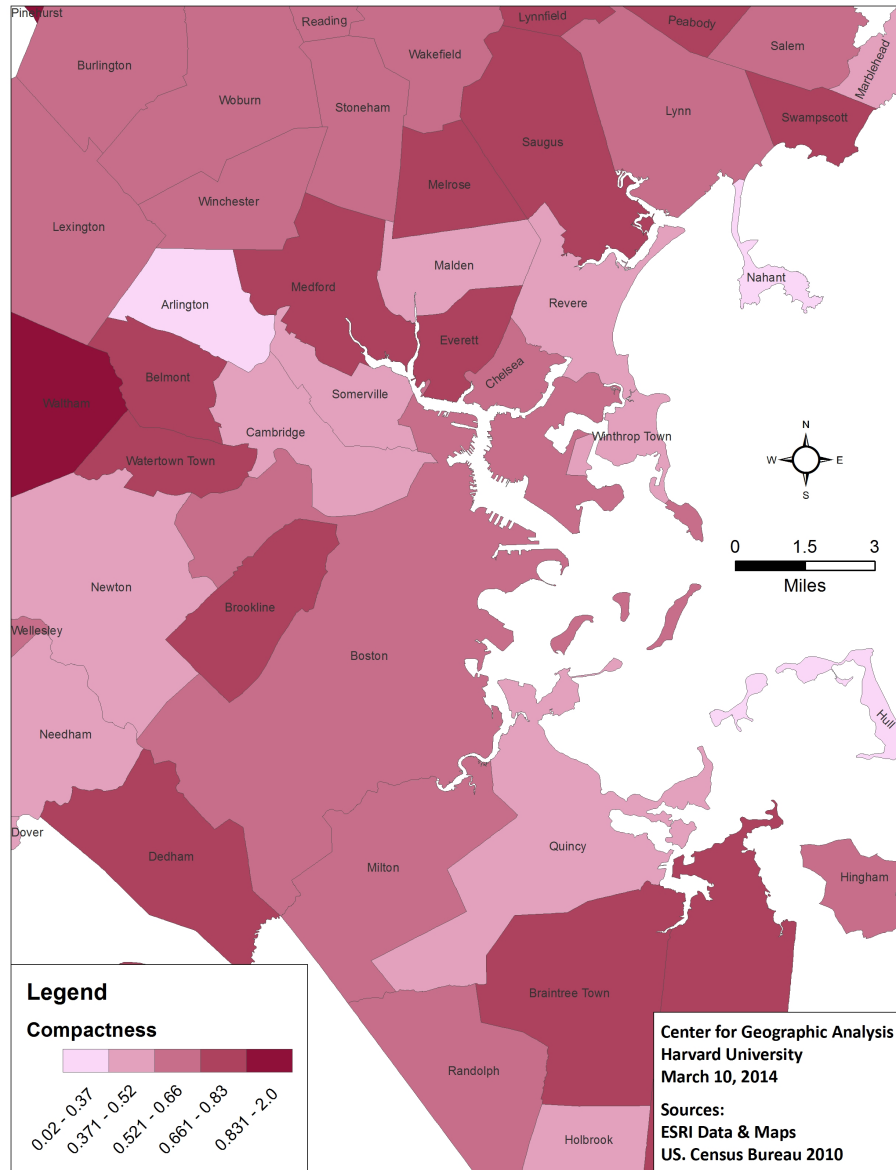 Pinehurst
Reading
Lynnfield
Peabody
Salem
Marblehead
Burlington
Wakefield
Woburn
Stoneham
Lynn
Swampscott
Saugus
Melrose
Winchester
Lexington
Malden
Nahant
Arlington
Medford
Revere
Everett
Chelsea
Belmont
Somerville
Waltham
Cambridge
Winthrop Town
Watertown Town
N
W
E
S
0 1.5 3
Miles
Newton
Brookline
Wellesley
Boston
Needham
Hull
Dover
Dedham
Milton
Quincy
Hingham
Braintree Town
Randolph
Holbrook
Legend
Compactness
0.02 - 0.37
0.371 - 0.52
0.521 - 0.66
0.661 - 0.83
0.831 - 2.0
Center for Geographic Analysis
Harvard University
March 10, 2014
Sources:
ESRI Data & Maps
US. Census Bureau 2010